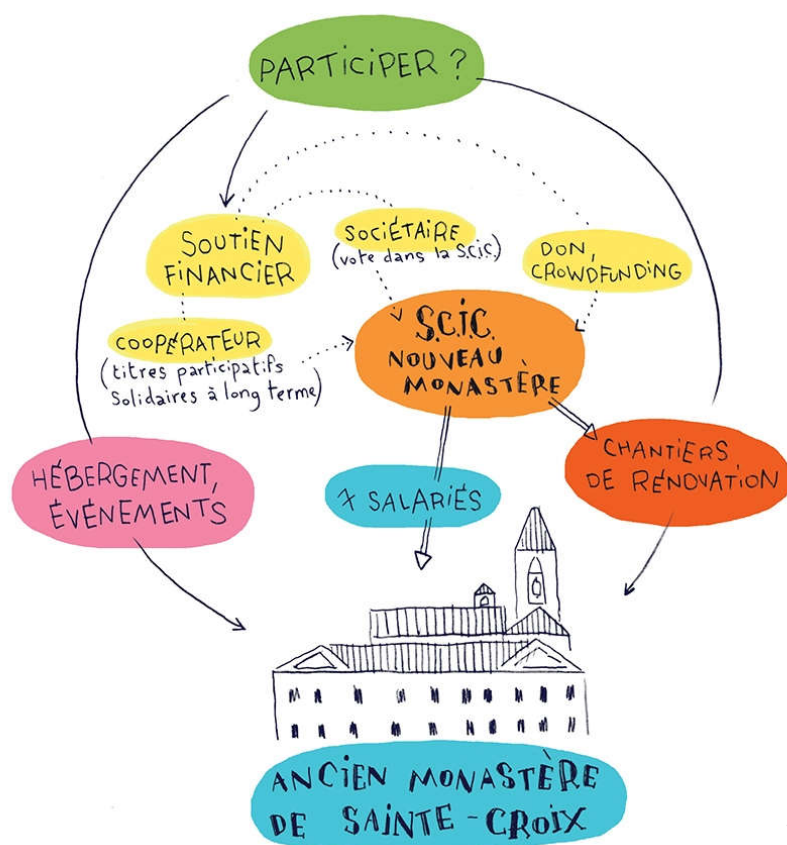 PARTICIPER ?
SOUTIEN
FINANCIER
SOCIÉTAIRE
(vote dans la S.C.I.C.)
DON,
CROWDFUNDING
COOPÉRATEUR
(titres participatifs
Solidaires à long terme)
S.C.I.C.
NOUVEAU
MONASTÈRE
HÉBERGEMENT,
ÉVÉNEMENTS
7 SALARIÉS
CHANTIERS
DE RÉNOVATION
ANCIEN MONASTÈRE
DE SAINTE-CROIX